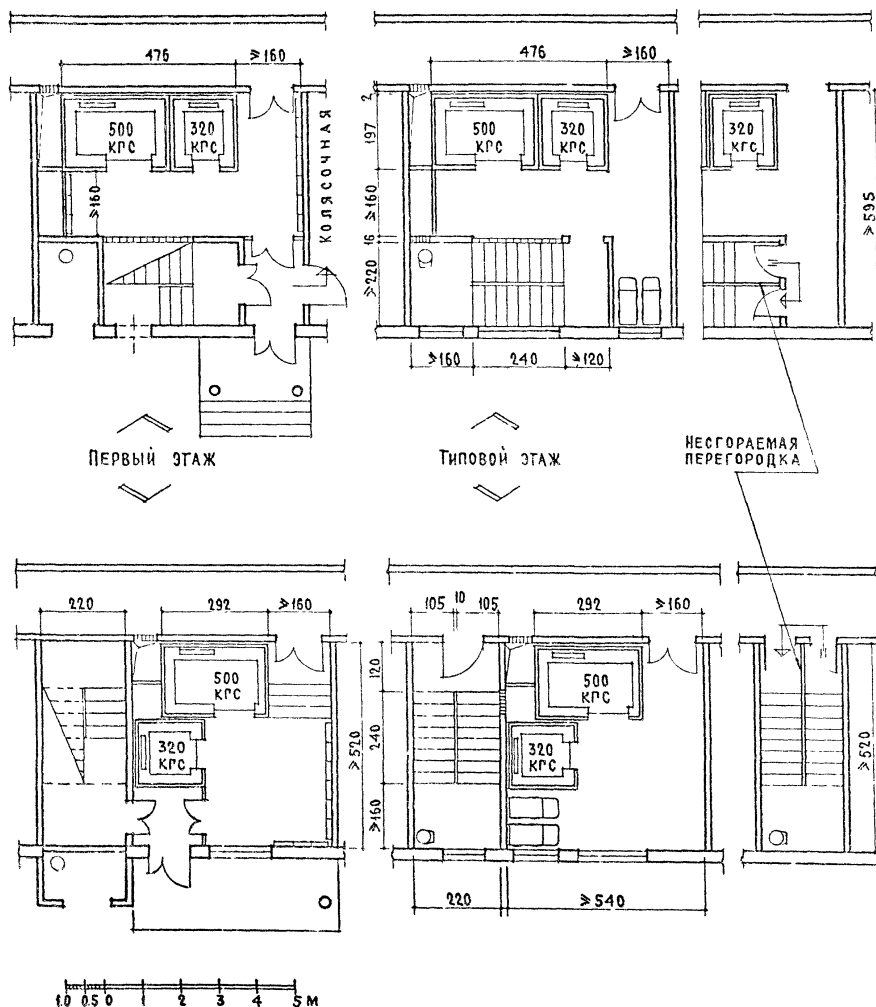 476 ≥160
500 КГС
320 КГС
≥160
КОЛЯСОЧНАЯ
476 ≥160
2
197
≥160
16
≥220
500 КГС
320 КГС
≥160 240 ≥120
320 КГС
≥595
ПЕРВЫЙ ЭТАЖ
ТИПОВОЙ ЭТАЖ
НЕСГОРАЕМАЯ
ПЕРЕГОРОДКА
220 292 ≥160
500 КГС
320 КГС
≥520
105 10 105 292 ≥160
120
240
≥160
500 КГС
320 КГС
220 ≥540
≥520
1.0 0.5 0 1 2 3 4 5 М